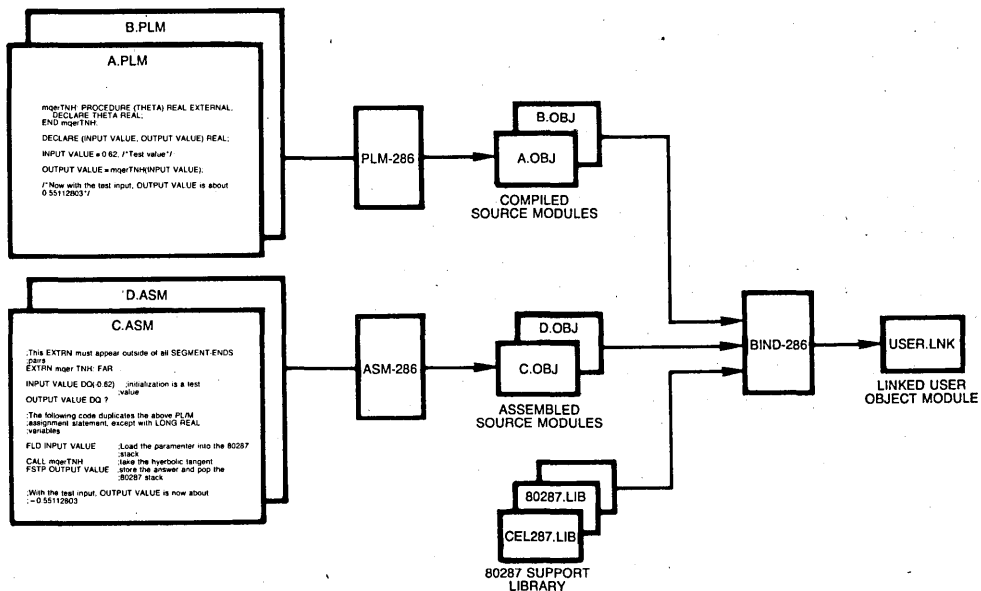 B.PLM
A.PLM
mqerTNH: PROCEDURE (THETA) REAL EXTERNAL,
DECLARE THETA REAL;
END mqerTNH;
DECLARE (INPUT VALUE, OUTPUT VALUE) REAL;
INPUT VALUE = 0 62, /*Test value*/
OUTPUT VALUE = mqerTNH(INPUT VALUE);
/*Now with the test input, OUTPUT VALUE is about
0 55112803*/
PLM-286
B.OBJ
A.OBJ
COMPILED
SOURCE MODULES
D.ASM
C.ASM
;This EXTRN must appear outside of all SEGMENT-ENDS
;pairs
EXTRN mqer TNH: FAR
INPUT VALUE DQ(-0.62) ;initialization is a test
;value
OUTPUT VALUE DQ ?
;The following code duplicates the above PL/M
;assignment statement, except with LONG REAL
;variables
FLD INPUT VALUE ;Load the paramenter into the 80287
;stack
CALL mqerTNH ;take the hyerbolic tangent
FSTP OUTPUT VALUE ;store the answer and pop the
;80287 stack
;With the test input, OUTPUT VALUE is now about
;-0.55112803
ASM-286
D.OBJ
C.OBJ
ASSEMBLED
SOURCE MODULES
80287.LIB
CEL287.LIB
80287 SUPPORT
LIBRARY
BIND-286
USER.LNK
LINKED USER
OBJECT MODULE